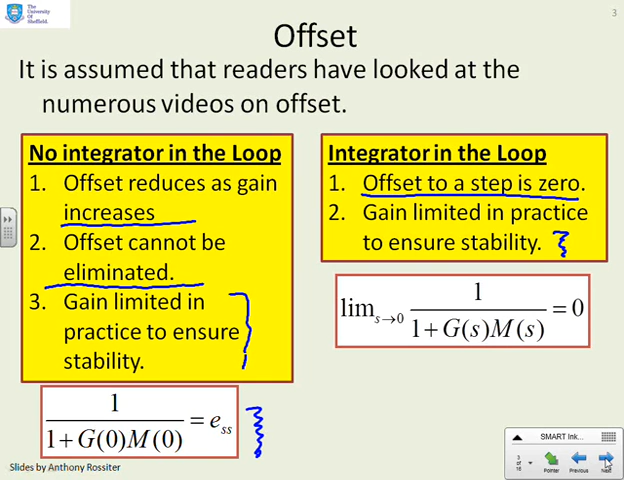 The
University
Of
Sheffield.
3
Offset
It is assumed that readers have looked at the
numerous videos on offset.
No integrator in the Loop
1. Offset reduces as gain
increases
2. Offset cannot be
eliminated.
3. Gain limited in
practice to ensure
stability.
1 / (1 + G(0)M(0)) = e_ss
Integrator in the Loop
1. Offset to a step is zero.
2. Gain limited in practice
to ensure stability.
lim_{s→0} 1 / (1 + G(s)M(s)) = 0
SMART Ink...
3
of
16
Pointer
Previous
Next
Slides by Anthony Rossiter